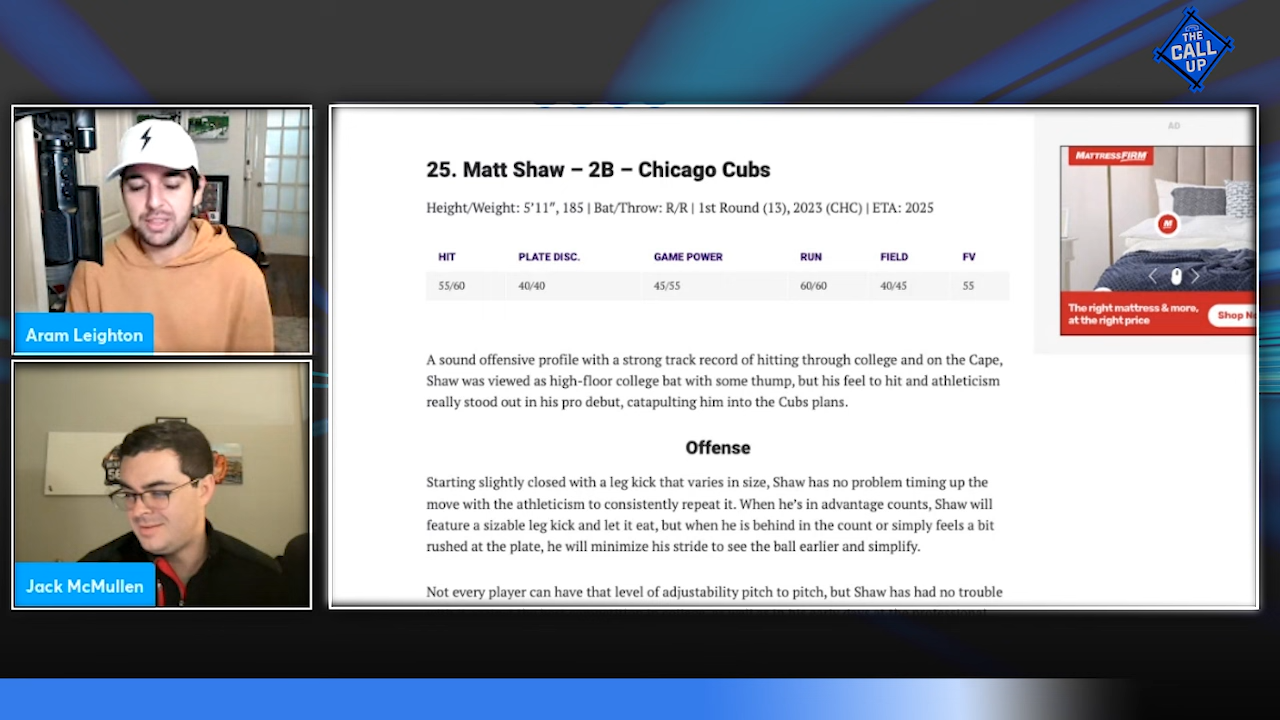 THE
CALL
UP
Aram Leighton
Jack McMullen
25. Matt Shaw – 2B – Chicago Cubs
Height/Weight: 5’11″, 185 | Bat/Throw: R/R | 1st Round (13), 2023 (CHC) | ETA: 2025
HIT PLATE DISC. GAME POWER RUN FIELD FV
55/60 40/40 45/55 60/60 40/45 55
A sound offensive profile with a strong track record of hitting through college and on the Cape,
Shaw was viewed as high-floor college bat with some thump, but his feel to hit and athleticism
really stood out in his pro debut, catapulting him into the Cubs plans.
Offense
Starting slightly closed with a leg kick that varies in size, Shaw has no problem timing up the
move with the athleticism to consistently repeat it. When he’s in advantage counts, Shaw will
feature a sizable leg kick and let it eat, but when he is behind in the count or simply feels a bit
rushed at the plate, he will minimize his stride to see the ball earlier and simplify.
Not every player can have that level of adjustability pitch to pitch, but Shaw has had no trouble
AD
MATTRESSFIRM
M
The right mattress & more,
at the right price
Shop N